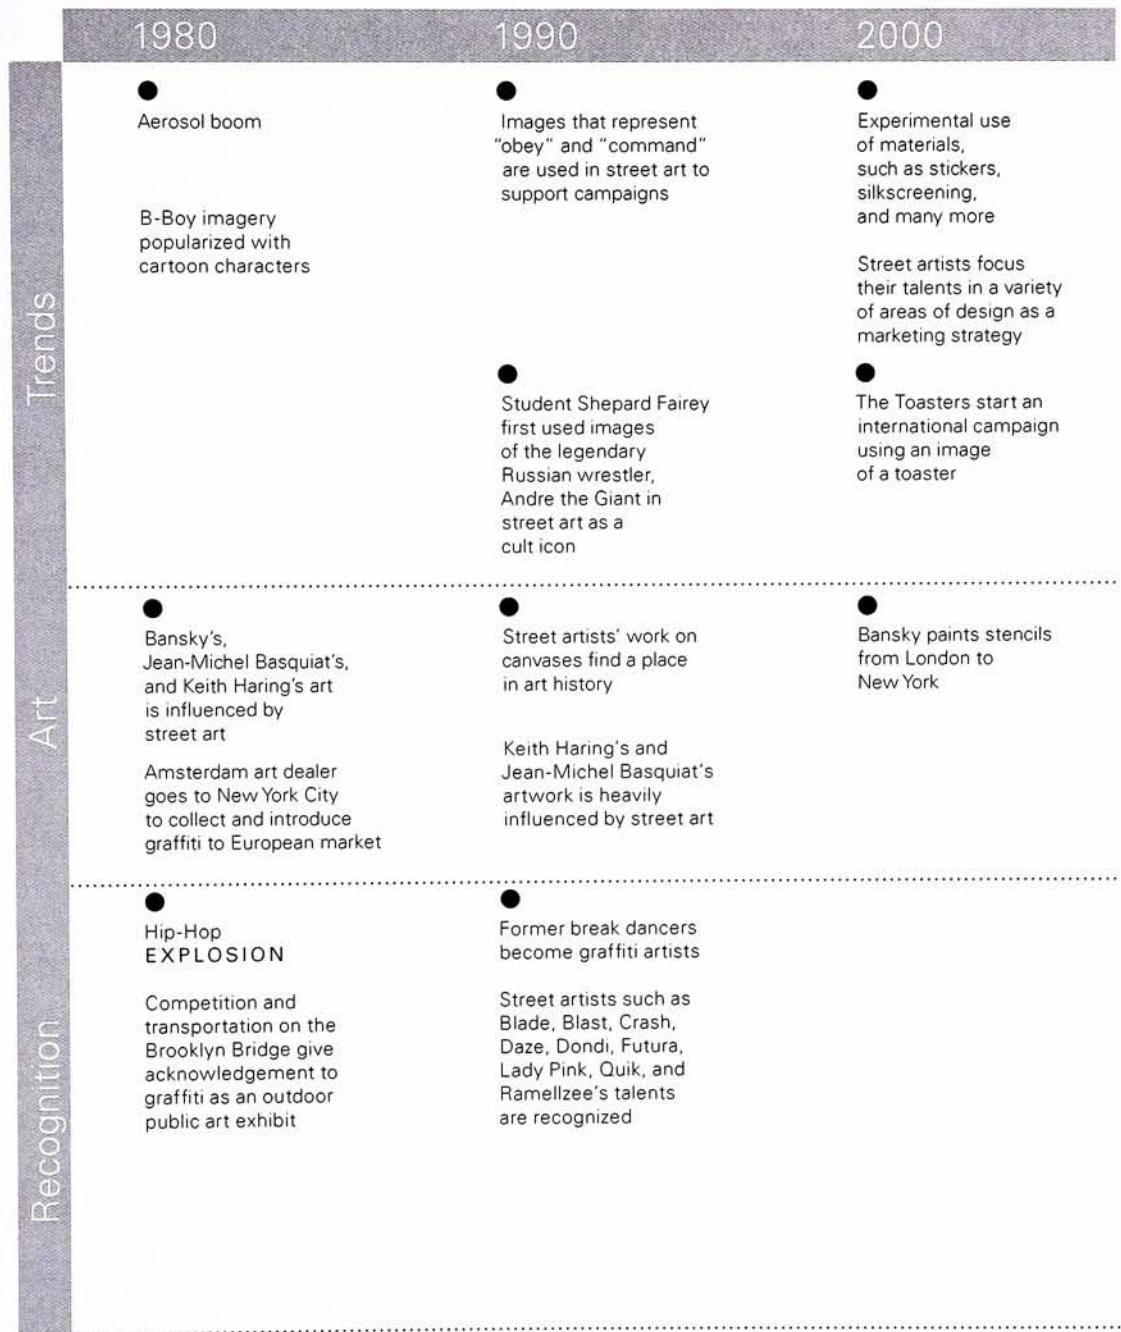 1980
1990
2000
Trends
Aerosol boom
B-Boy imagery
popularized with
cartoon characters
Images that represent
"obey" and "command"
are used in street art to
support campaigns
Student Shepard Fairey
first used images
of the legendary
Russian wrestler,
Andre the Giant in
street art as a
cult icon
Experimental use
of materials,
such as stickers,
silkscreening,
and many more
Street artists focus
their talents in a variety
of areas of design as a
marketing strategy
The Toasters start an
international campaign
using an image
of a toaster
Art
Bansky's,
Jean-Michel Basquiat's,
and Keith Haring's art
is influenced by
street art
Amsterdam art dealer
goes to New York City
to collect and introduce
graffiti to European market
Street artists' work on
canvases find a place
in art history
Keith Haring's and
Jean-Michel Basquiat's
artwork is heavily
influenced by street art
Bansky paints stencils
from London to
New York
Recognition
Hip-Hop
EXPLOSION
Competition and
transportation on the
Brooklyn Bridge give
acknowledgement to
graffiti as an outdoor
public art exhibit
Former break dancers
become graffiti artists
Street artists such as
Blade, Blast, Crash,
Daze, Dondi, Futura,
Lady Pink, Quik, and
Ramellzee's talents
are recognized